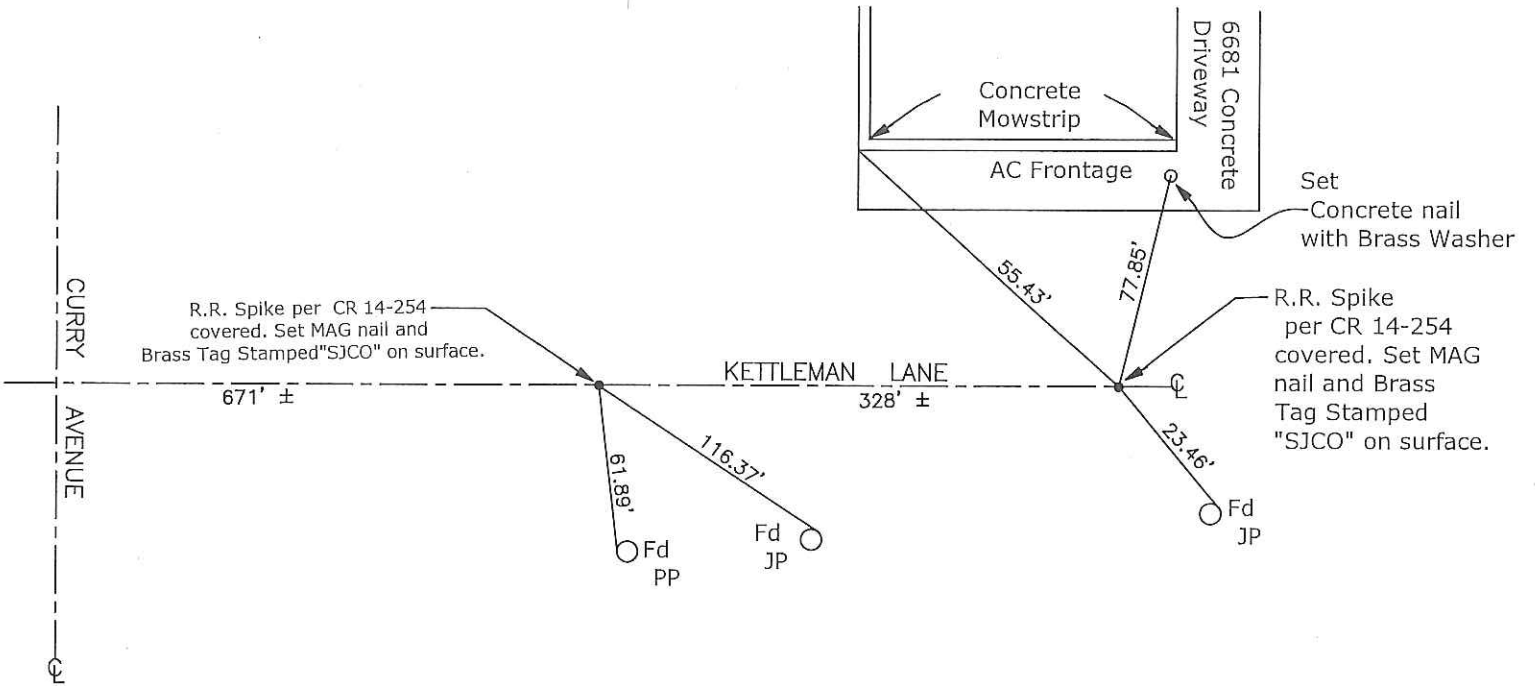 6681 Concrete
Driveway
Concrete
Mowstrip
AC Frontage
Set
Concrete nail
with Brass Washer
55.43'
77.85'
CURRY
AVENUE
R.R. Spike per CR 14-254
covered. Set MAG nail and
Brass Tag Stamped"SJCO" on surface.
R.R. Spike
per CR 14-254
covered. Set MAG
nail and Brass
Tag Stamped
"SJCO" on surface.
KETTLEMAN LANE
℄
671' ±
328' ±
61.89'
116.37'
23.46'
Fd
PP
Fd
JP
Fd
JP
℄